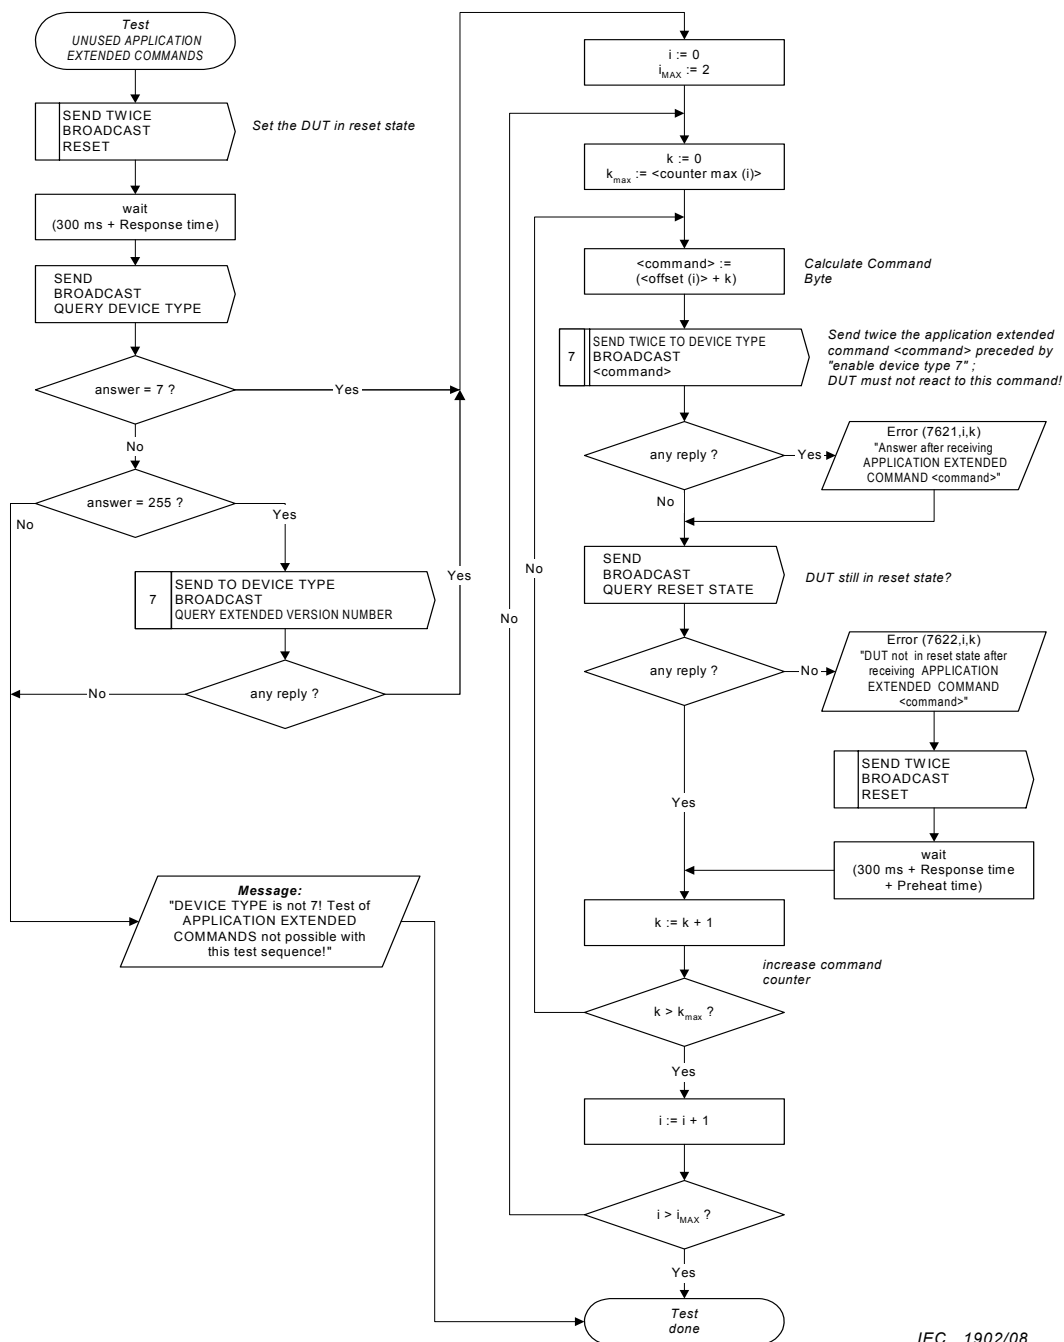 Test
UNUSED APPLICATION
EXTENDED COMMANDS
SEND TWICE
BROADCAST
RESET
Set the DUT in reset state
wait
(300 ms + Response time)
SEND
BROADCAST
QUERY DEVICE TYPE
answer = 7 ?
Yes
No
answer = 255 ?
No
Yes
7
SEND TO DEVICE TYPE
BROADCAST
QUERY EXTENDED VERSION NUMBER
Yes
any reply ?
No
Message:
"DEVICE TYPE is not 7! Test of
APPLICATION EXTENDED
COMMANDS not possible with
this test sequence!"
i := 0
iMAX := 2
k := 0
kmax := <counter max (i)>
<command> :=
(<offset (i)> + k)
Calculate Command
Byte
7
SEND TWICE TO DEVICE TYPE
BROADCAST
<command>
Send twice the application extended
command <command> preceded by
"enable device type 7" ;
DUT must not react to this command!
any reply ?
Yes
Error (7621,i,k)
"Answer after receiving
APPLICATION EXTENDED
COMMAND <command>"
No
SEND
BROADCAST
QUERY RESET STATE
DUT still in reset state?
No
No
any reply ?
No
Error (7622,i,k)
"DUT not in reset state after
receiving APPLICATION
EXTENDED COMMAND
<command>"
SEND TWICE
BROADCAST
RESET
Yes
wait
(300 ms + Response time
+ Preheat time)
k := k + 1
increase command
counter
k > kmax ?
Yes
i := i + 1
i > iMAX ?
Yes
Test
done
IEC 1902/08